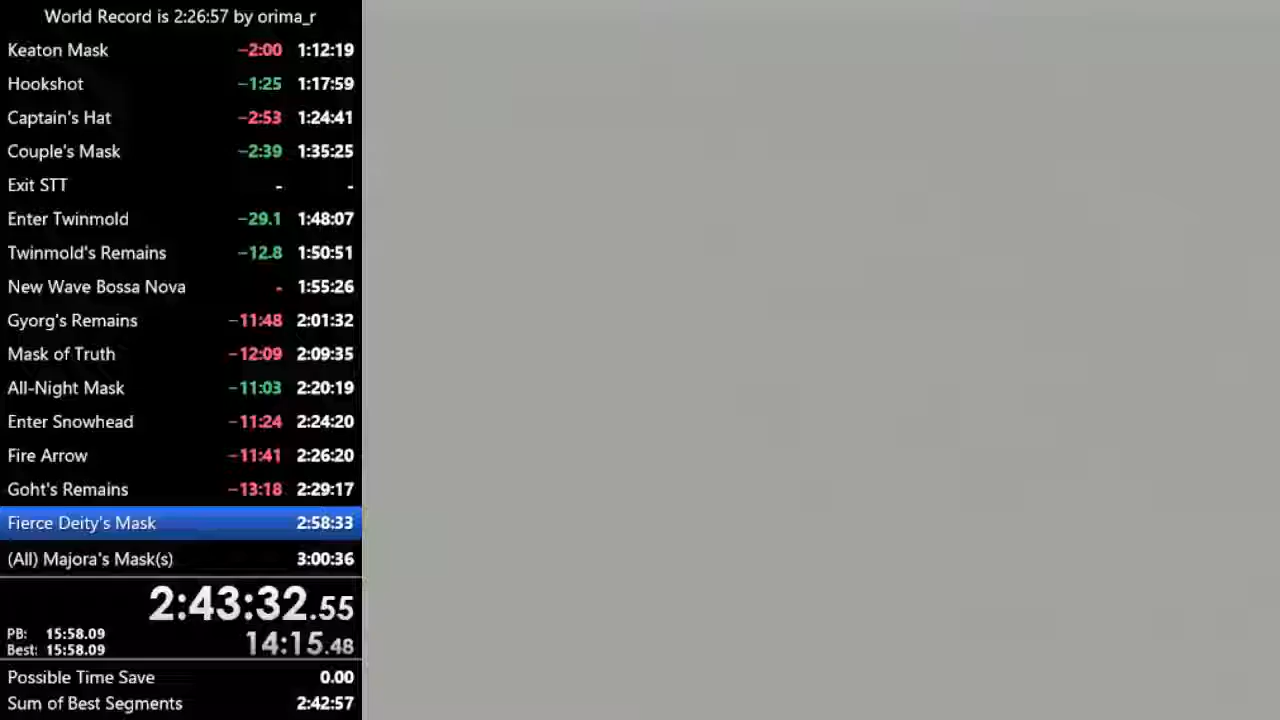 World Record is 2:26:57 by orima_r
Keaton Mask −2:00 1:12:19
Hookshot −1:25 1:17:59
Captain's Hat −2:53 1:24:41
Couple's Mask −2:39 1:35:25
Exit STT - -
Enter Twinmold −29.1 1:48:07
Twinmold's Remains −12.8 1:50:51
New Wave Bossa Nova - 1:55:26
Gyorg's Remains −11:48 2:01:32
Mask of Truth −12:09 2:09:35
All-Night Mask −11:03 2:20:19
Enter Snowhead −11:24 2:24:20
Fire Arrow −11:41 2:26:20
Goht's Remains −13:18 2:29:17
Fierce Deity's Mask 2:58:33
(All) Majora's Mask(s) 3:00:36
2:43:32.55
PB: 15:58.09 14:15.48
Best: 15:58.09
Possible Time Save 0.00
Sum of Best Segments 2:42:57